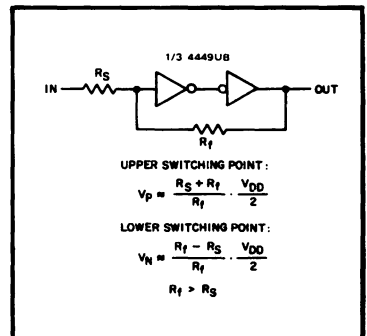 1/3 4449UB
IN
RS
OUT
Rf
UPPER SWITCHING POINT:
VP ≈ (RS + Rf)/Rf · VDD/2
LOWER SWITCHING POINT:
VN ≈ (Rf − RS)/Rf · VDD/2
Rf > RS